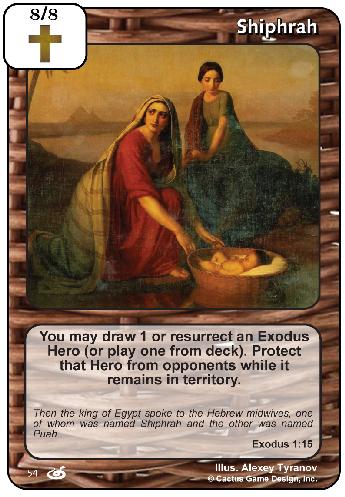 8/8
Shiphrah
You may draw 1 or resurrect an Exodus
Hero (or play one from deck). Protect
that Hero from opponents while it
remains in territory.
Then the king of Egypt spoke to the Hebrew midwives, one
of whom was named Shiphrah and the other was named
Puah.
Exodus 1:15
54
Illus. Alexey Tyranov
© Cactus Game Design, Inc.